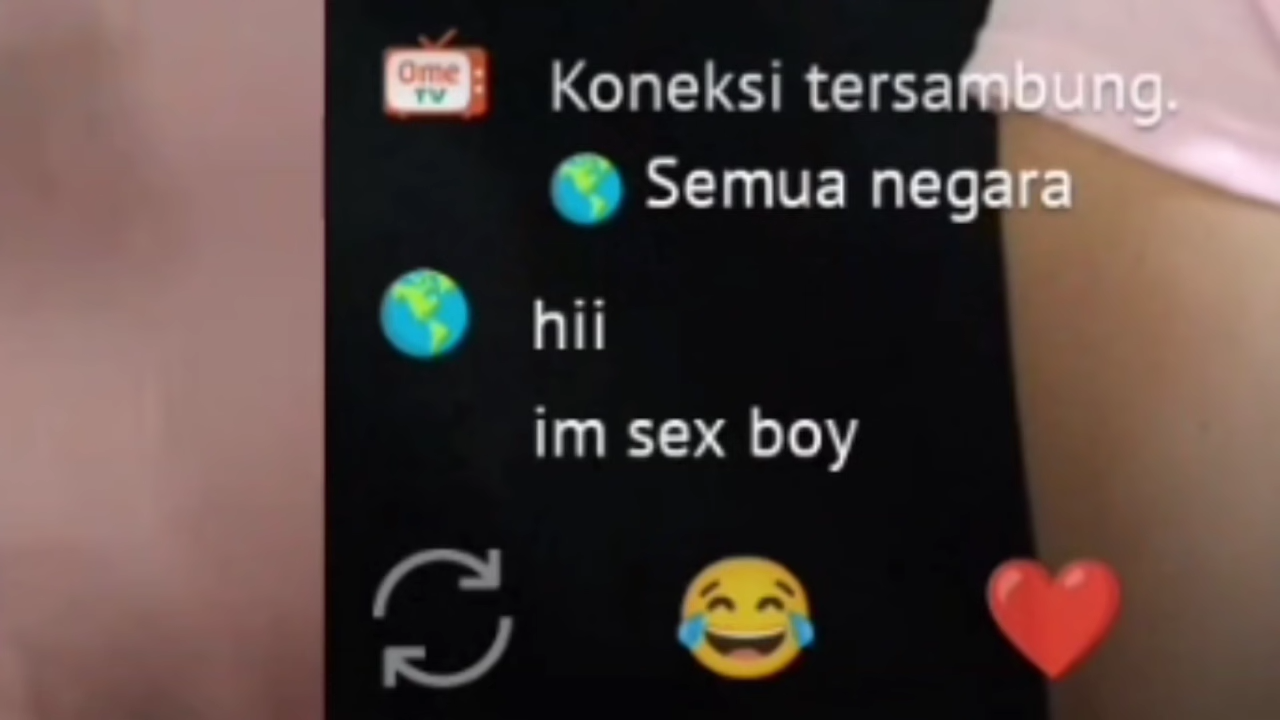 Ome
TV
Koneksi tersambung.
Semua negara
hii
im sex boy